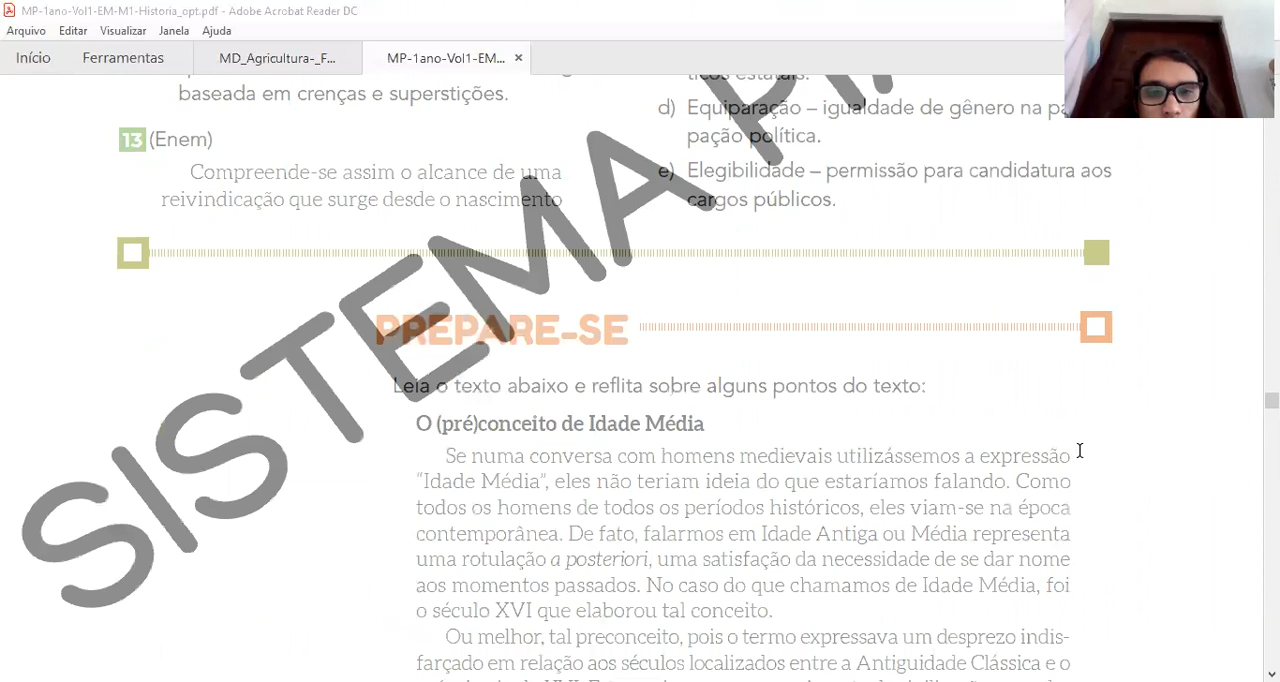 MP-1ano-Vol1-EM-M1-Historia_opt.pdf - Adobe Acrobat Reader DC
Arquivo Editar Visualizar Janela Ajuda
Início Ferramentas MD_Agricultura-_F... MP-1ano-Vol1-EM... ×
baseada em crenças e superstições.
13 (Enem)
Compreende-se assim o alcance de uma
reivindicação que surge desde o nascimento
ticos estatais.
d) Equiparação – igualdade de gênero na pa
pação política.
e) Elegibilidade – permissão para candidatura aos
cargos públicos.
SISTEMA
PREPARE-SE
Leia o texto abaixo e reflita sobre alguns pontos do texto:
O (pré)conceito de Idade Média
Se numa conversa com homens medievais utilizássemos a expressão
“Idade Média”, eles não teriam ideia do que estaríamos falando. Como
todos os homens de todos os períodos históricos, eles viam-se na época
contemporânea. De fato, falarmos em Idade Antiga ou Média representa
uma rotulação a posteriori, uma satisfação da necessidade de se dar nome
aos momentos passados. No caso do que chamamos de Idade Média, foi
o século XVI que elaborou tal conceito.
Ou melhor, tal preconceito, pois o termo expressava um desprezo indis-
farçado em relação aos séculos localizados entre a Antiguidade Clássica e o